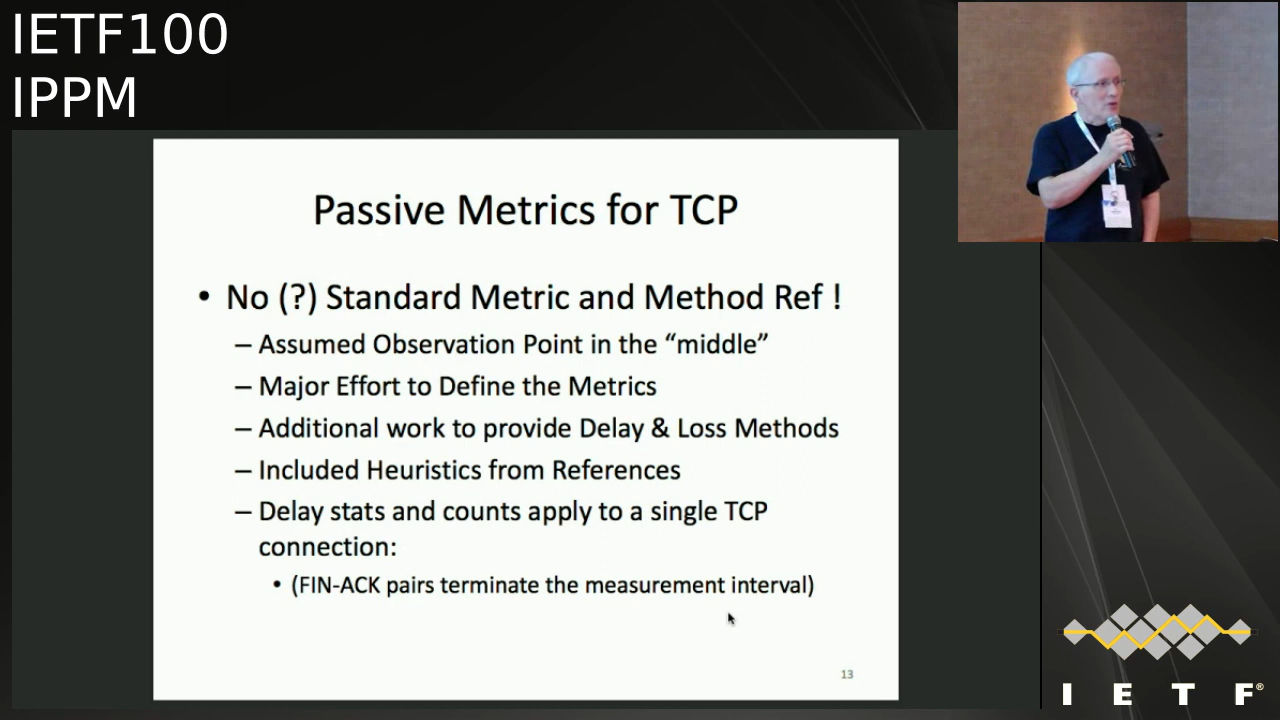 IETF100
IPPM
Passive Metrics for TCP
• No (?) Standard Metric and Method Ref !
– Assumed Observation Point in the “middle”
– Major Effort to Define the Metrics
– Additional work to provide Delay & Loss Methods
– Included Heuristics from References
– Delay stats and counts apply to a single TCP
connection:
• (FIN-ACK pairs terminate the measurement interval)
13
I E T F®